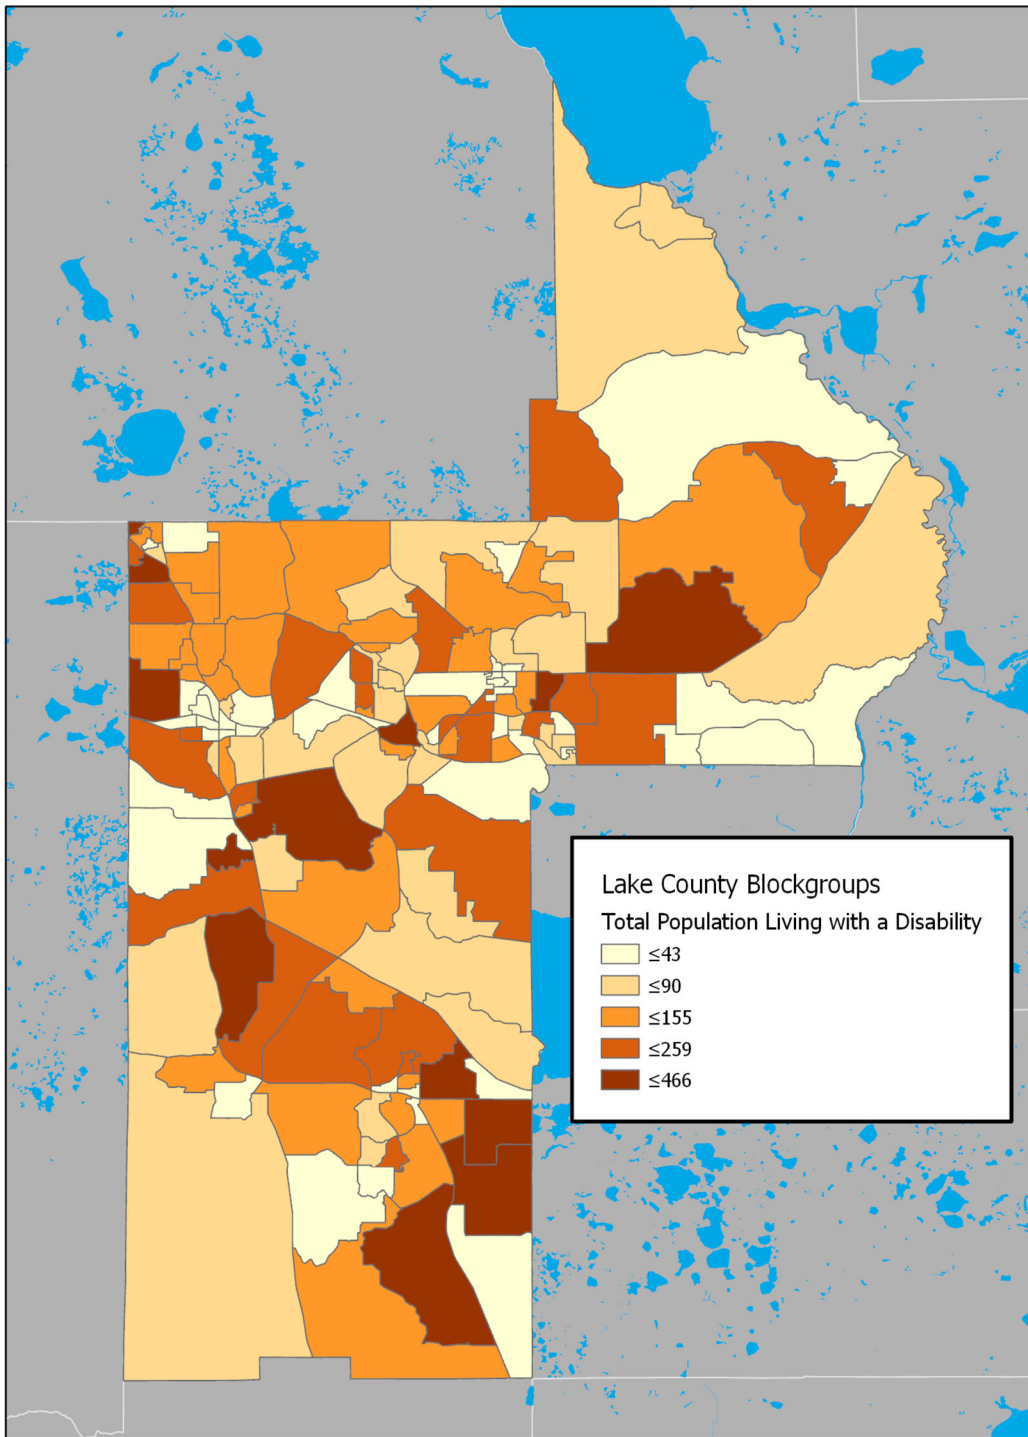 Lake County Blockgroups
Total Population Living with a Disability
≤43
≤90
≤155
≤259
≤466